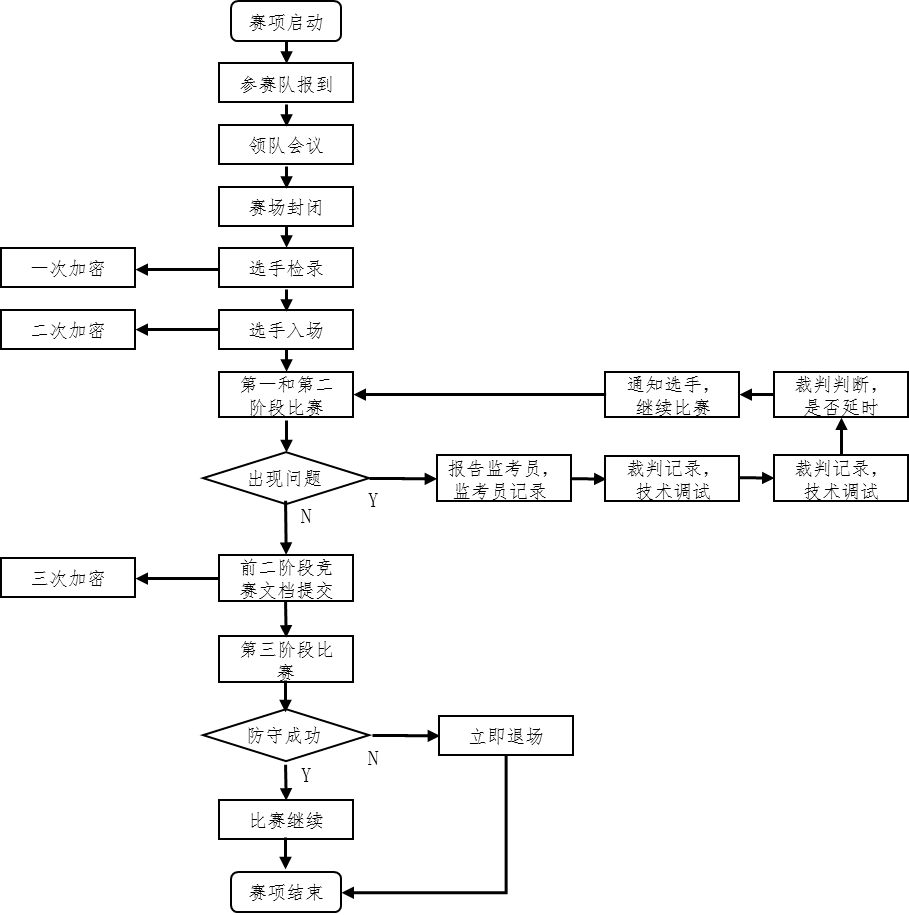 赛项启动
参赛队报到
领队会议
赛场封闭
一次加密
选手检录
二次加密
选手入场
第一和第二
阶段比赛
通知选手，
继续比赛
裁判判断，
是否延时
出现问题
Y
N
报告监考员，
监考员记录
裁判记录，
技术调试
裁判记录，
技术调试
三次加密
前二阶段竞
赛文档提交
第三阶段比
赛
防守成功
N
Y
立即退场
比赛继续
赛项结束